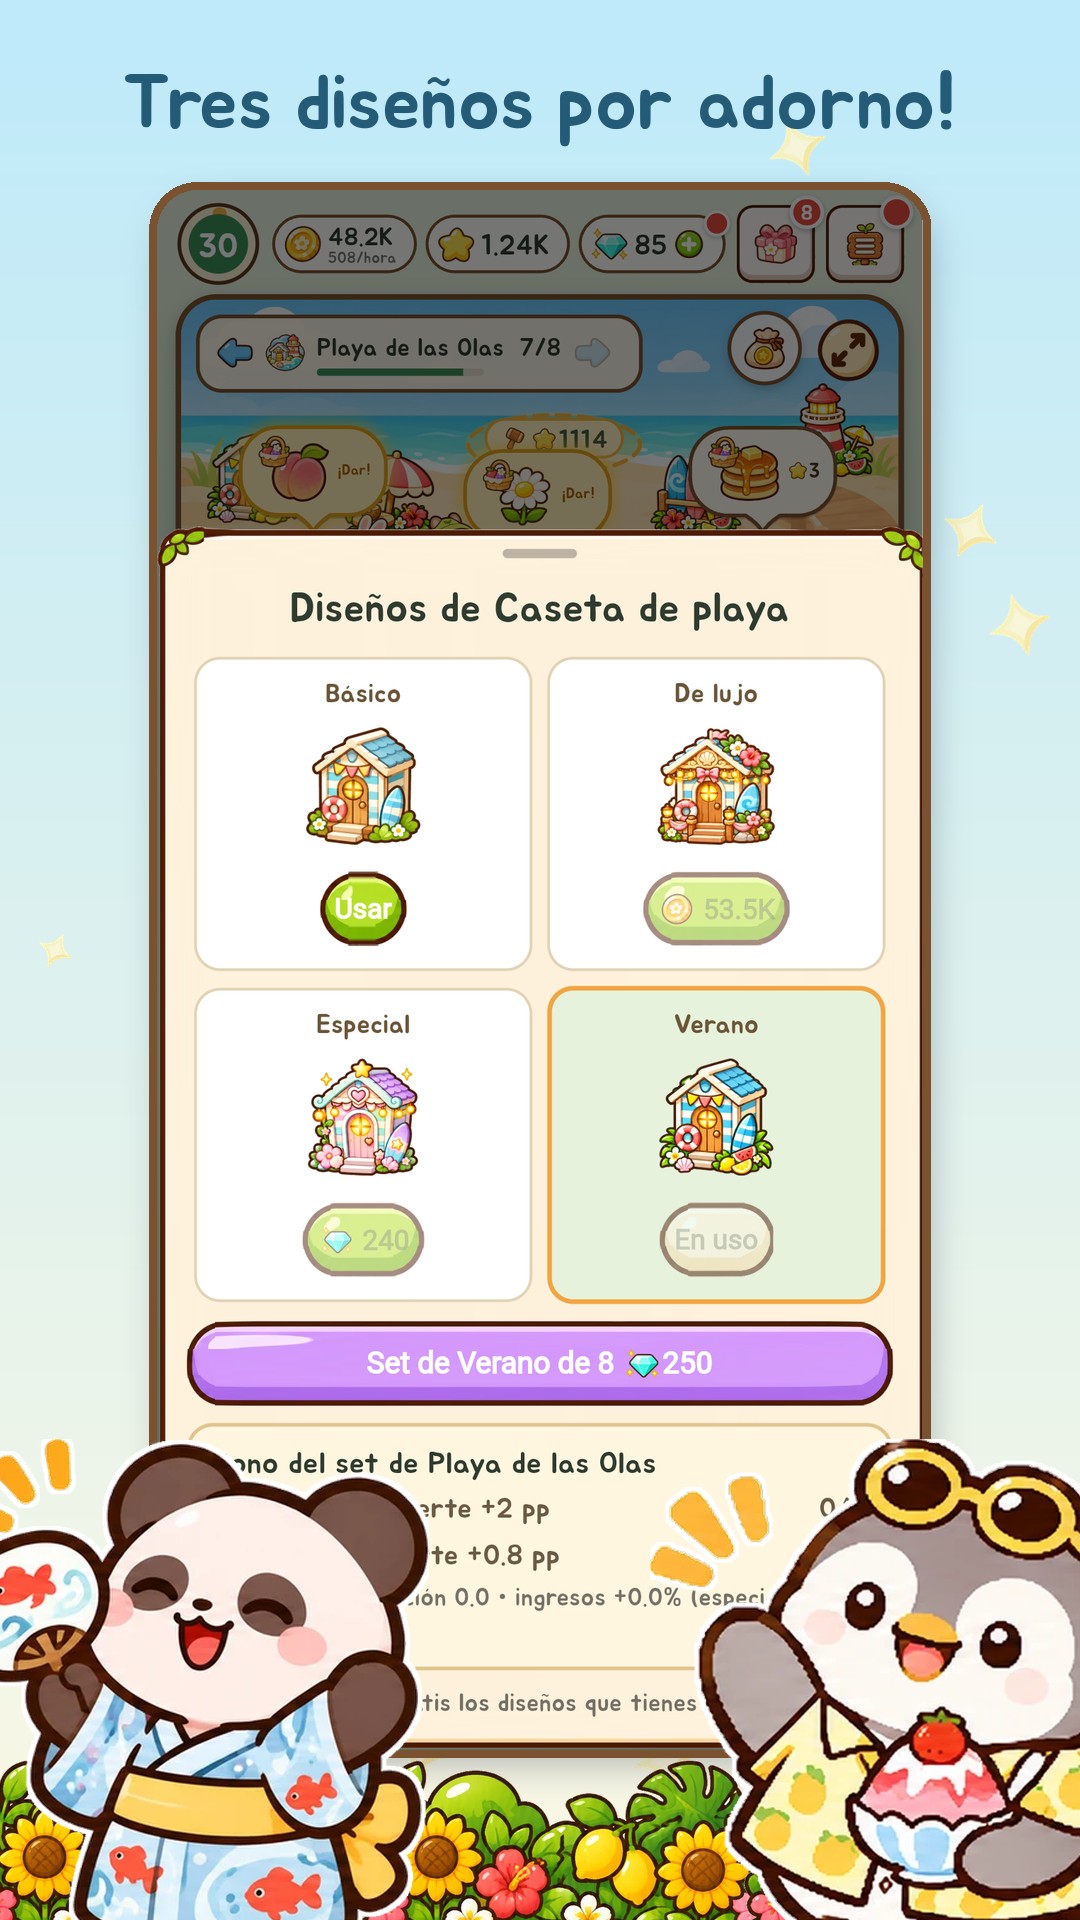 Tres diseños por adorno!
30
48.2K
508/hora
1.24K
85
8
Playa de las Olas 7/8
1114
¡Dar!
¡Dar!
3
Diseños de Caseta de playa
Básico
De lujo
Usar
53.5K
Especial
Verano
240
En uso
Set de Verano de 8 250
del set de Playa de las Olas
+2 pp
+0.8 pp
0.0 • ingresos +0.0%
los diseños que tienes